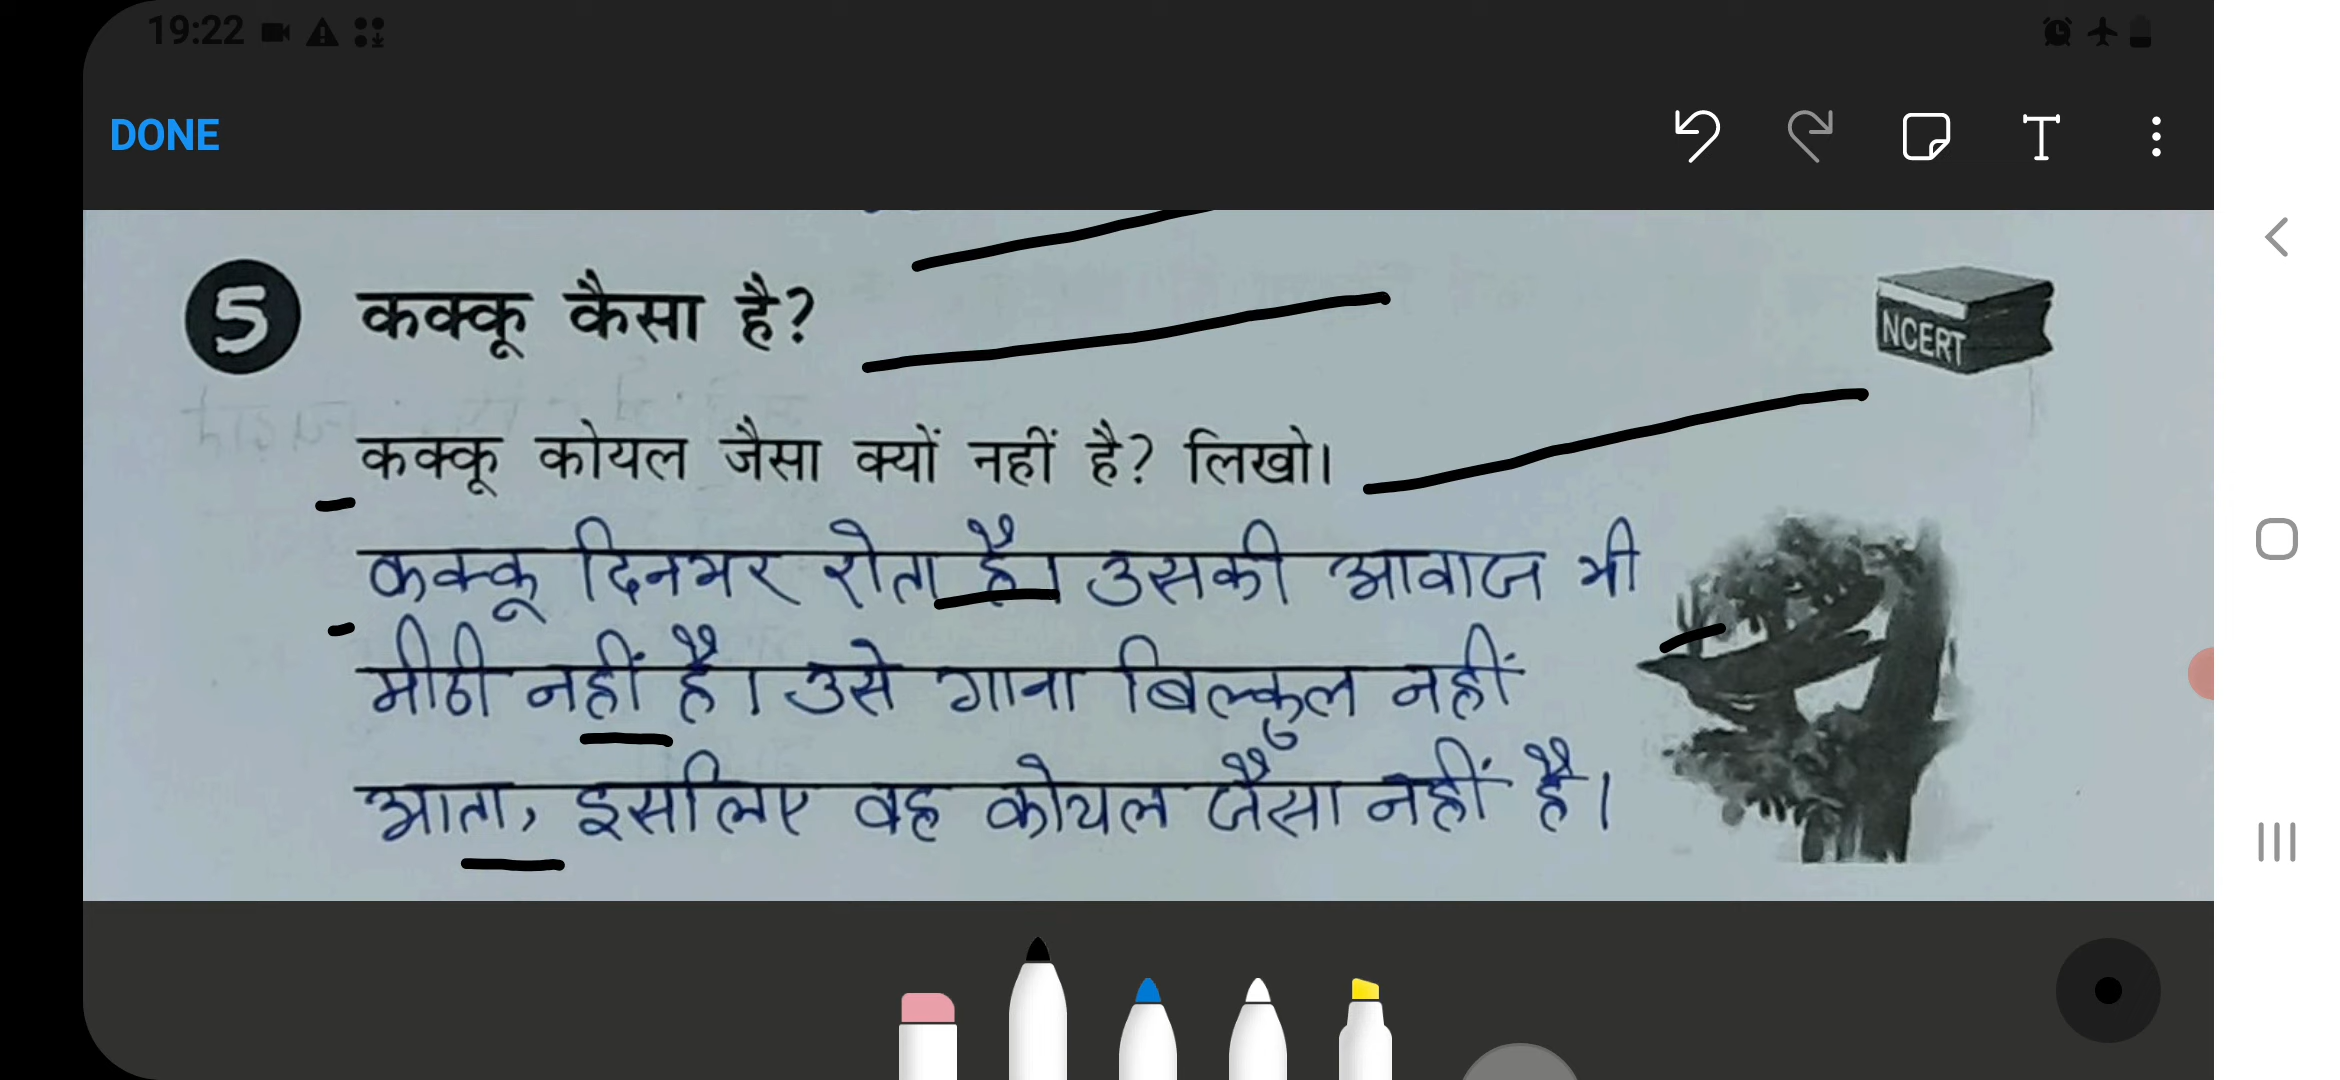 19:22
DONE
T
5 कक्कू कैसा है?
NCERT
कक्कू कोयल जैसा क्यों नहीं है? लिखो।
कक्कू दिनभर रोता है। उसकी आवाज भी
मीठी नहीं है। उसे गाना बिल्कुल नहीं
आता, इसलिए वह कोयल जैसा नहीं है।